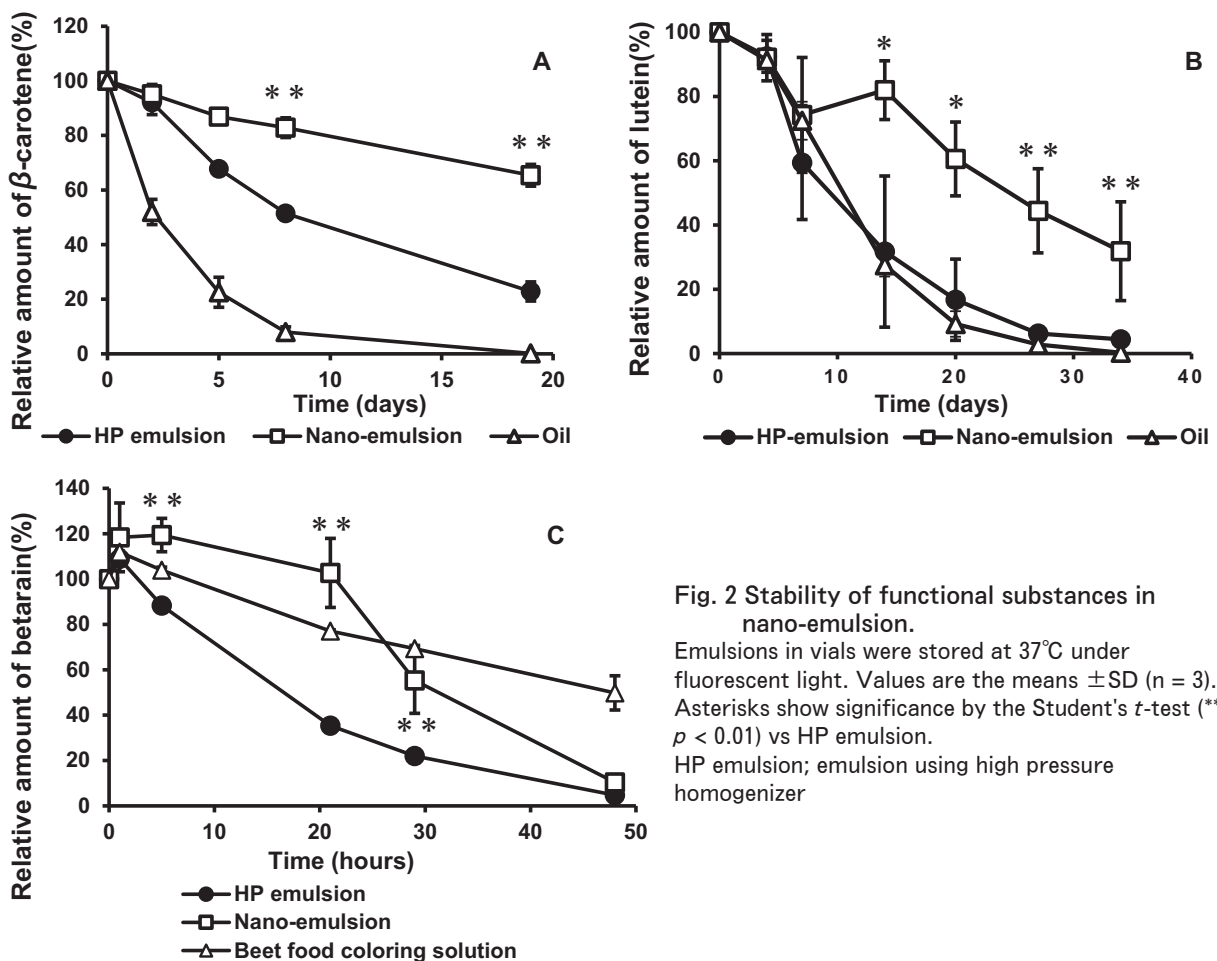 120
100
80
60
40
20
0
Relative amount of β-carotene(%)
A
* *
* *
0 5 10 15 20
Time (days)
HP emulsion Nano-emulsion Oil
100
80
60
40
20
0
Relative amount of lutein(%)
B
*
*
* *
* *
0 10 20 30 40
Time (days)
HP-emulsion Nano-emulsion Oil
140
120
100
80
60
40
20
0
Relative amount of betarain(%)
C
* *
* *
* *
0 10 20 30 40 50
Time (hours)
HP emulsion
Nano-emulsion
Beet food coloring solution
Fig. 2 Stability of functional substances in
nano-emulsion.
Emulsions in vials were stored at 37℃ under
fluorescent light. Values are the means ±SD (n = 3).
Asterisks show significance by the Student's t-test (**
p < 0.01) vs HP emulsion.
HP emulsion; emulsion using high pressure
homogenizer